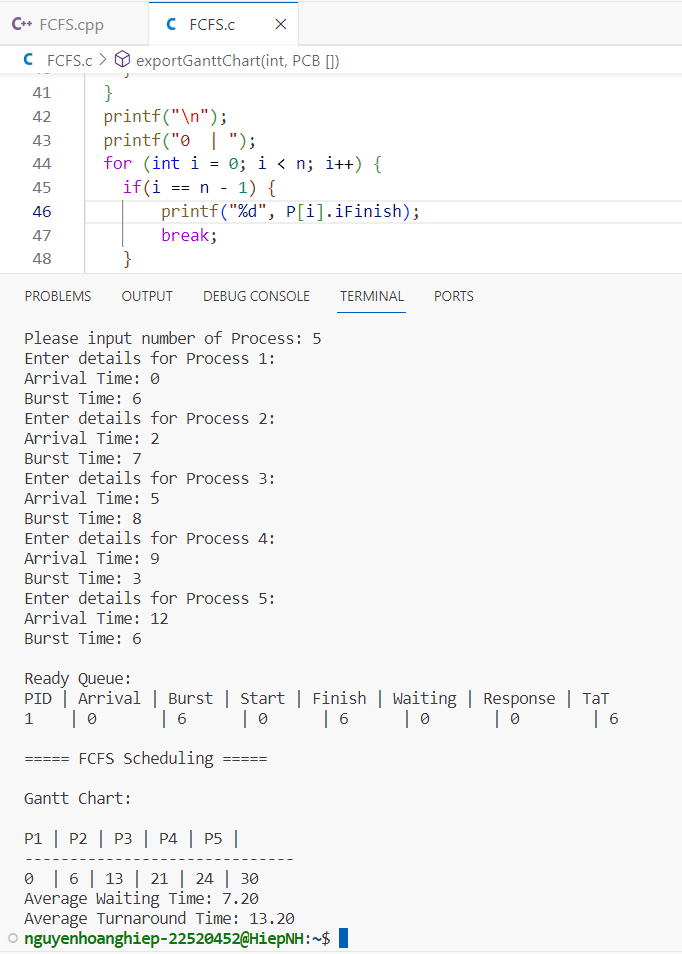 C++ FCFS.cpp
C FCFS.c ×
C FCFS.c > exportGanttChart(int, PCB [])
41 }
42 printf("\n");
43 printf("0  | ");
44 for (int i = 0; i < n; i++) {
45 if(i == n - 1) {
46 printf("%d", P[i].iFinish);
47 break;
48 }
PROBLEMS OUTPUT DEBUG CONSOLE TERMINAL PORTS
Please input number of Process: 5
Enter details for Process 1:
Arrival Time: 0
Burst Time: 6
Enter details for Process 2:
Arrival Time: 2
Burst Time: 7
Enter details for Process 3:
Arrival Time: 5
Burst Time: 8
Enter details for Process 4:
Arrival Time: 9
Burst Time: 3
Enter details for Process 5:
Arrival Time: 12
Burst Time: 6
Ready Queue:
PID | Arrival | Burst | Start | Finish | Waiting | Response | TaT
1    | 0       | 6     | 0      | 6      | 0       | 0        | 6
===== FCFS Scheduling =====
Gantt Chart:
P1 | P2 | P3 | P4 | P5 |
------------------------------
0  | 6 | 13 | 21 | 24 | 30
Average Waiting Time: 7.20
Average Turnaround Time: 13.20
nguyenhoanghiep-22520452@HiepNH:~$